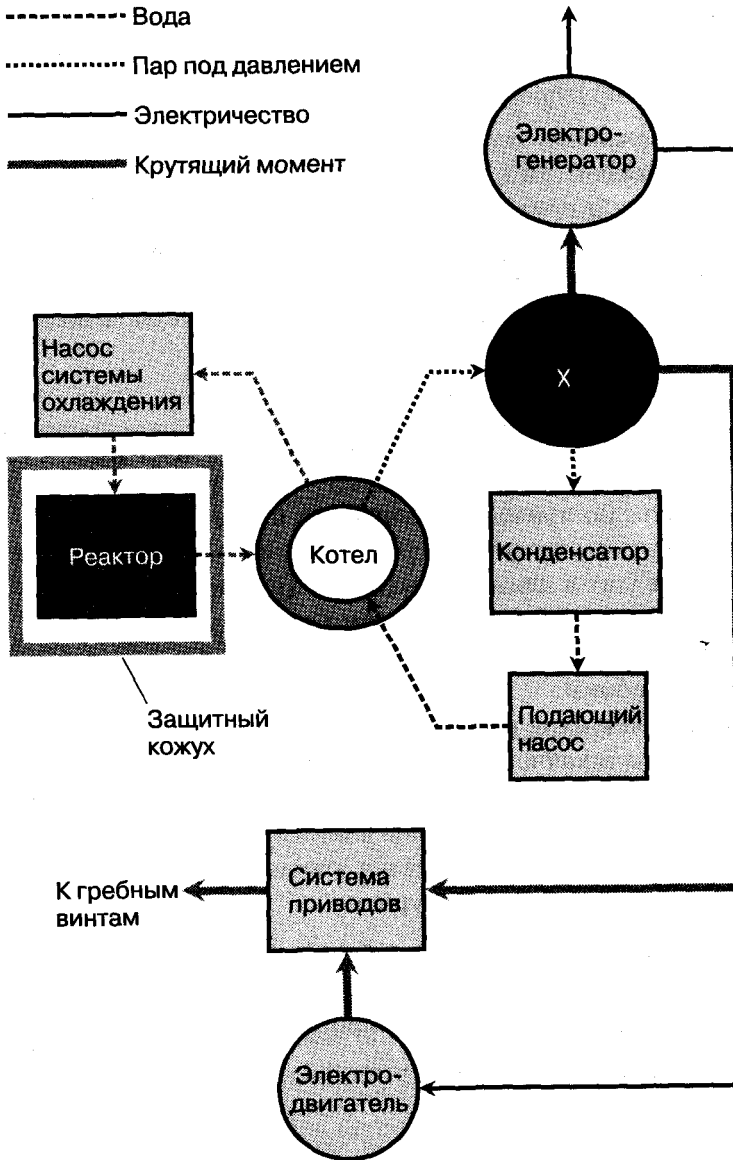 Вода
Пар под давлением
Электричество
Крутящий момент
Электро-
генератор
Насос
системы
охлаждения
X
Реактор
Котел
Конденсатор
Защитный
кожух
Подающий
насос
К гребным
винтам
Система
приводов
Электро-
двигатель